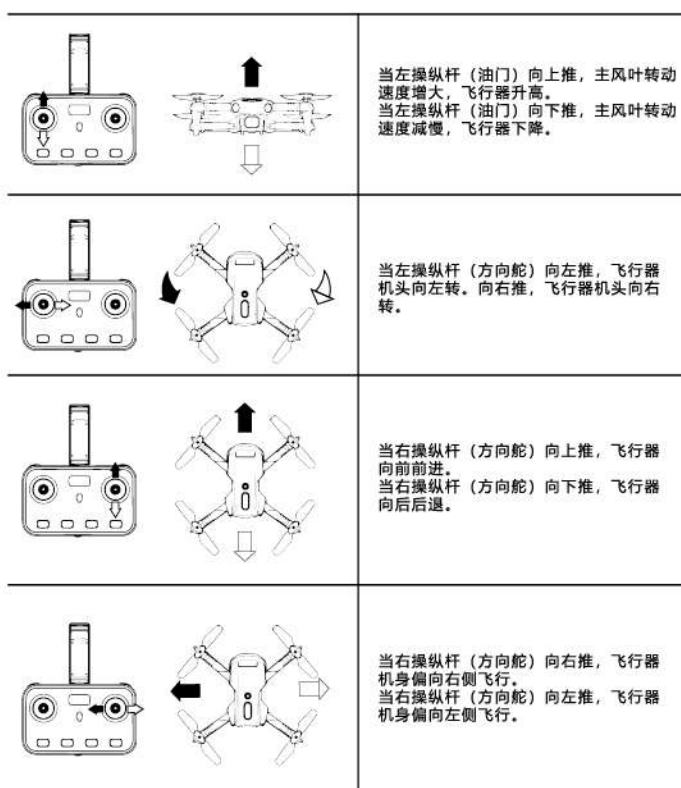 当左操纵杆（油门）向上推，主风叶转动
速度增大，飞行器升高。
当左操纵杆（油门）向下推，主风叶转动
速度减慢，飞行器下降。
当左操纵杆（方向舵）向左推，飞行器
机头向左转。向右推，飞行器机头向右
转。
当右操纵杆（方向舵）向上推，飞行器
向前前进。
当右操纵杆（方向舵）向下推，飞行器
向后后退。
当右操纵杆（方向舵）向右推，飞行器
机身偏向右侧飞行。
当右操纵杆（方向舵）向左推，飞行器
机身偏向左侧飞行。